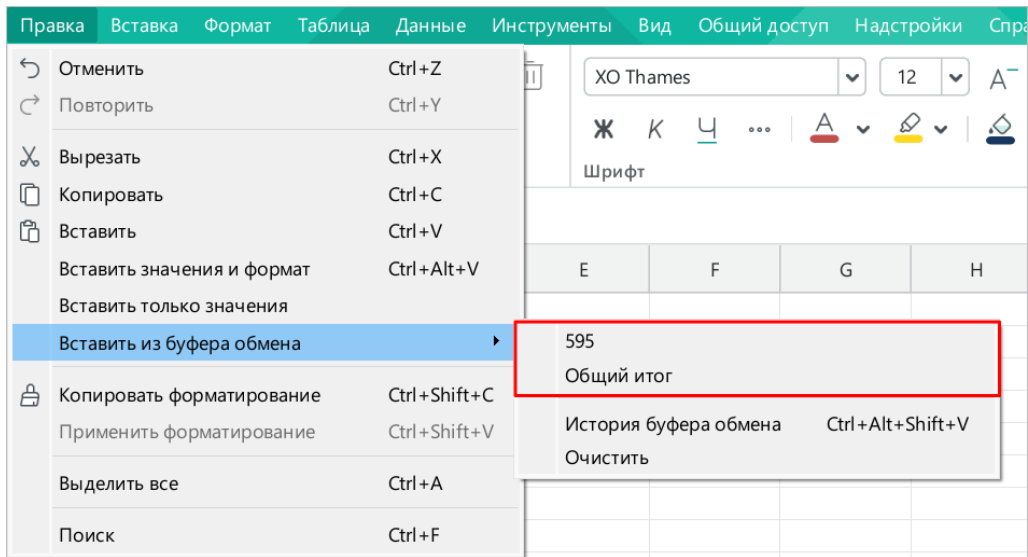 Правка Вставка Формат Таблица Данные Инструменты Вид Общий доступ Надстройки Спра
Отменить Ctrl+Z
Повторить Ctrl+Y
Вырезать Ctrl+X
Копировать Ctrl+C
Вставить Ctrl+V
Вставить значения и формат Ctrl+Alt+V
Вставить только значения
Вставить из буфера обмена
Копировать форматирование Ctrl+Shift+C
Применить форматирование Ctrl+Shift+V
Выделить все Ctrl+A
Поиск Ctrl+F
XO Thames 12 A
Ж К Ч A
Шрифт
E F G H
595
Общий итог
История буфера обмена Ctrl+Alt+Shift+V
Очистить